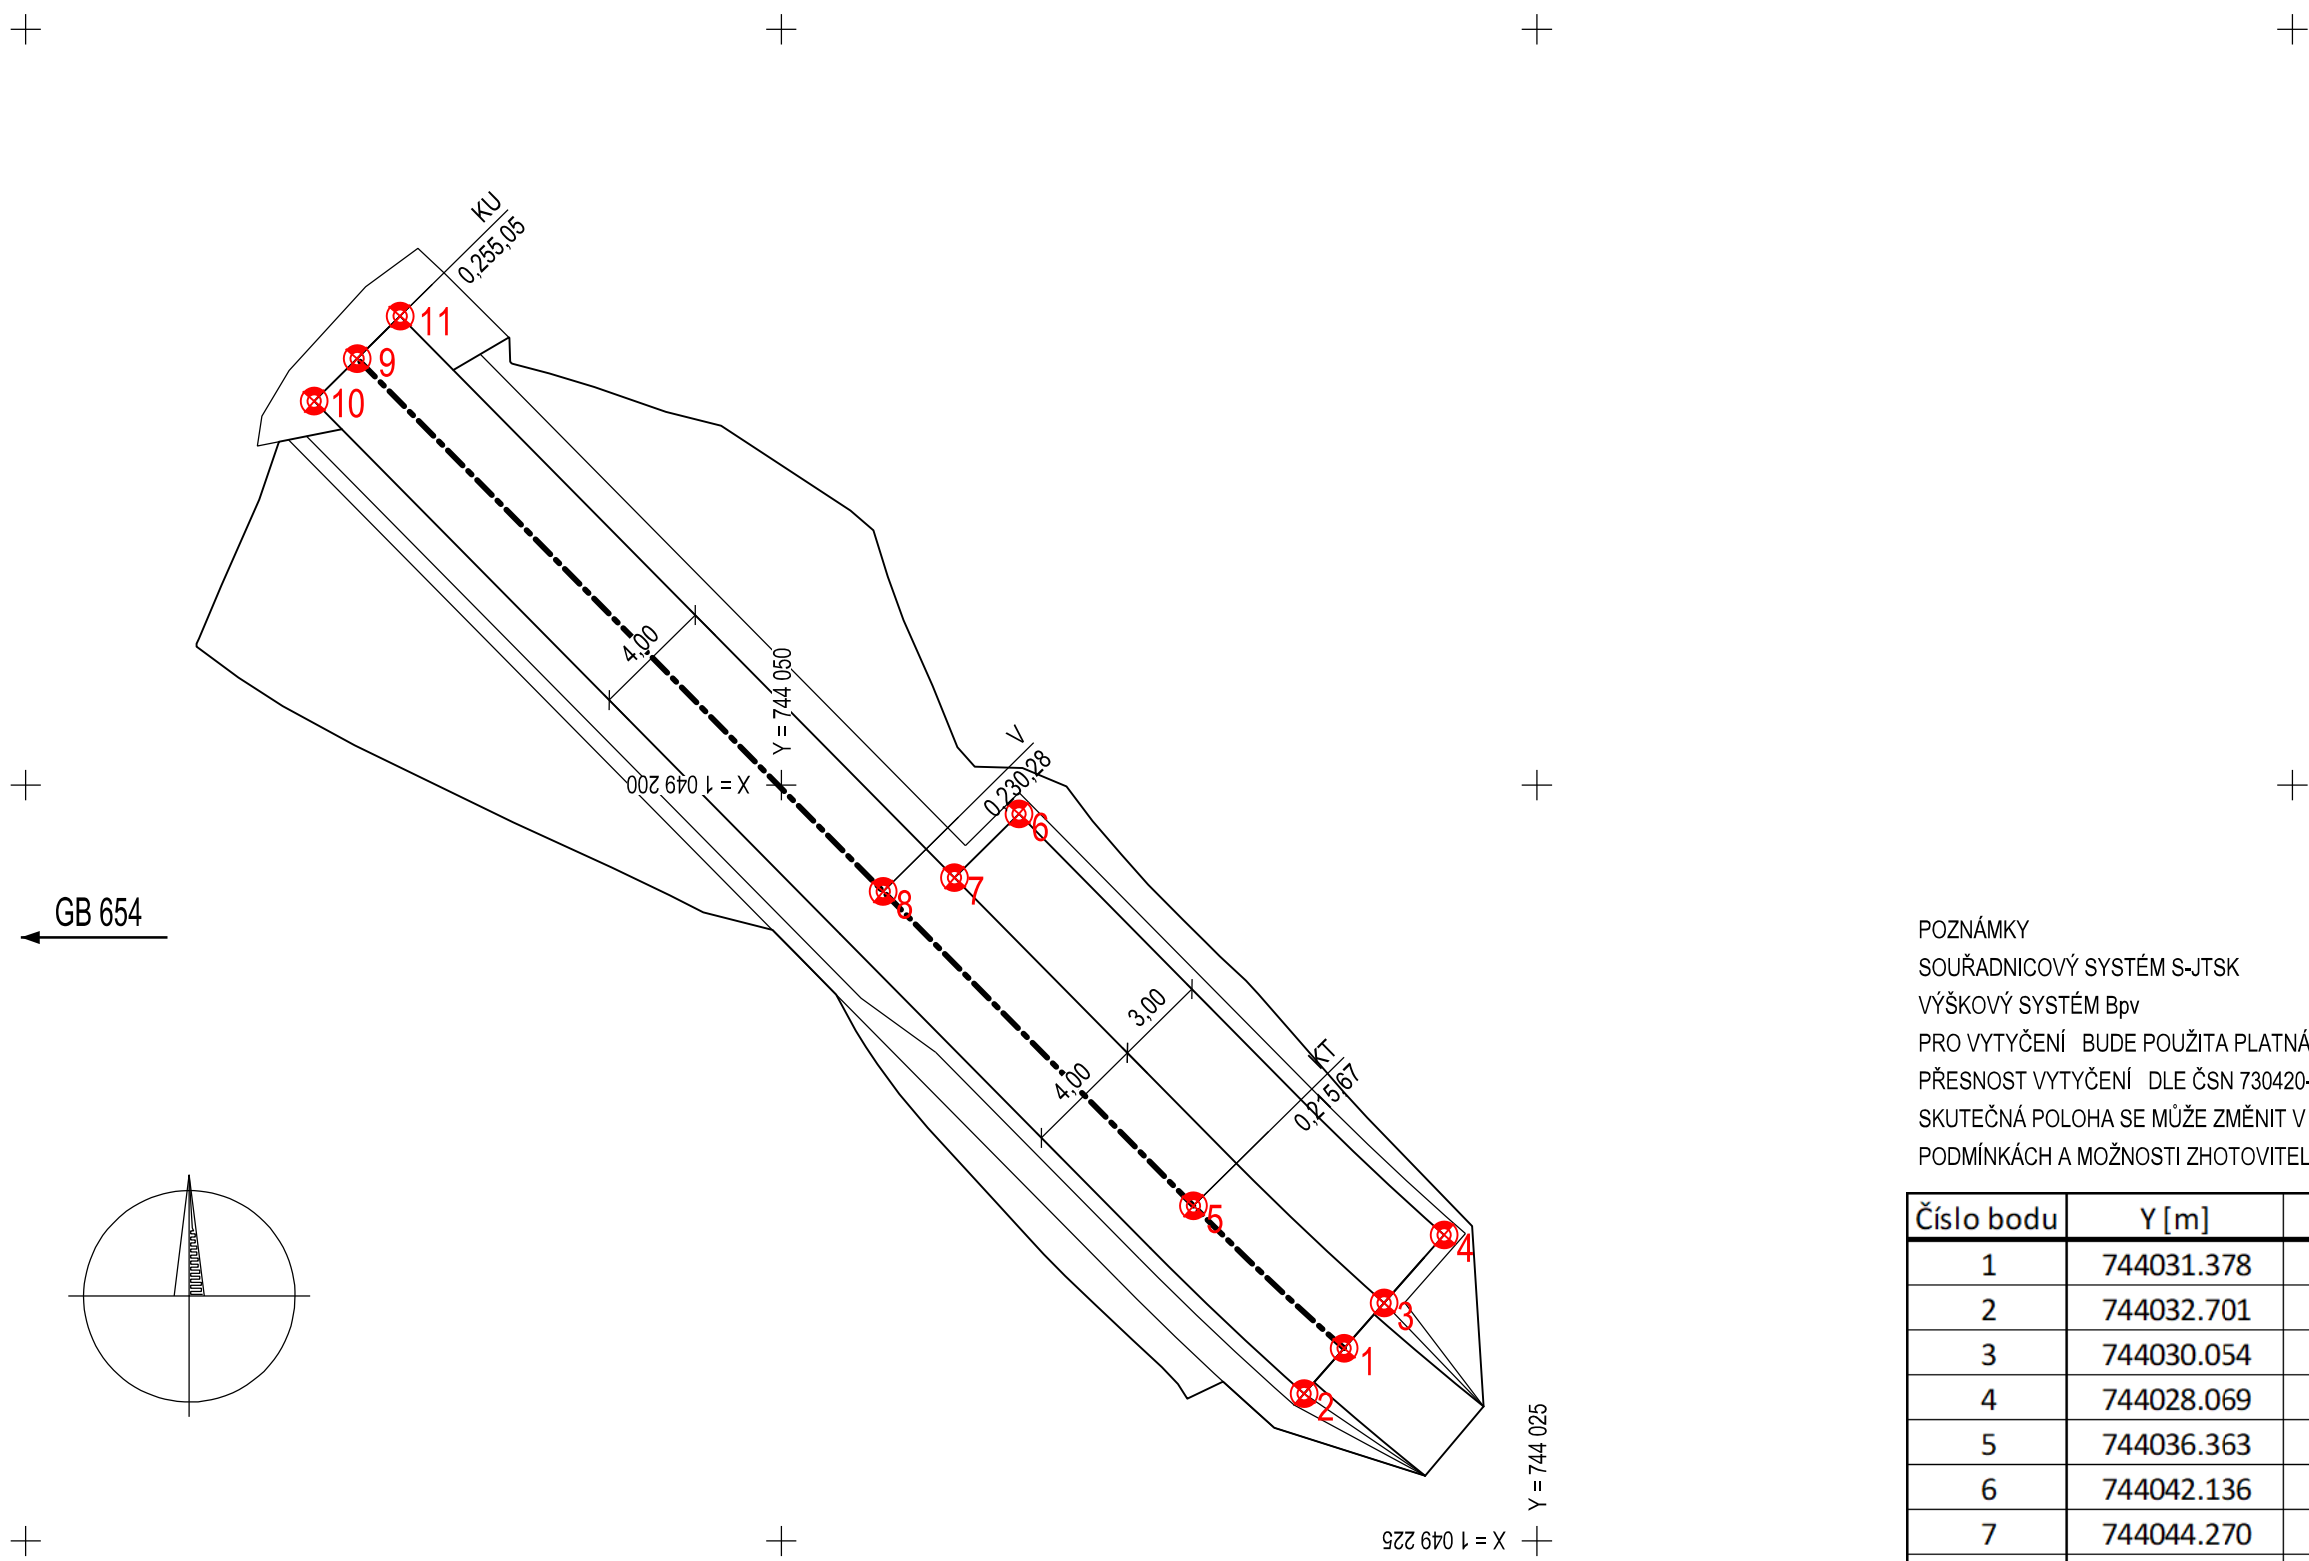 KU
0,255,05
11
9
10
4,00
Y = 744 050
X = 1 049 200
V
0,230,28
6
7
8
GB 654
3,00
4,00
KT
0,215,67
5
4
3
1
2
Y = 744 025
X = 1 049 225
POZNÁMKY
SOUŘADNICOVÝ SYSTÉM S-JTSK
VÝŠKOVÝ SYSTÉM Bpv
PRO VYTYČENÍ BUDE POUŽITA PLATNÁ
PŘESNOST VYTYČENÍ DLE ČSN 730420-
SKUTEČNÁ POLOHA SE MŮŽE ZMĚNIT V
PODMÍNKÁCH A MOŽNOSTI ZHOTOVITEL
Číslo bodu Y [m]
1 744031.378
2 744032.701
3 744030.054
4 744028.069
5 744036.363
6 744042.136
7 744044.270